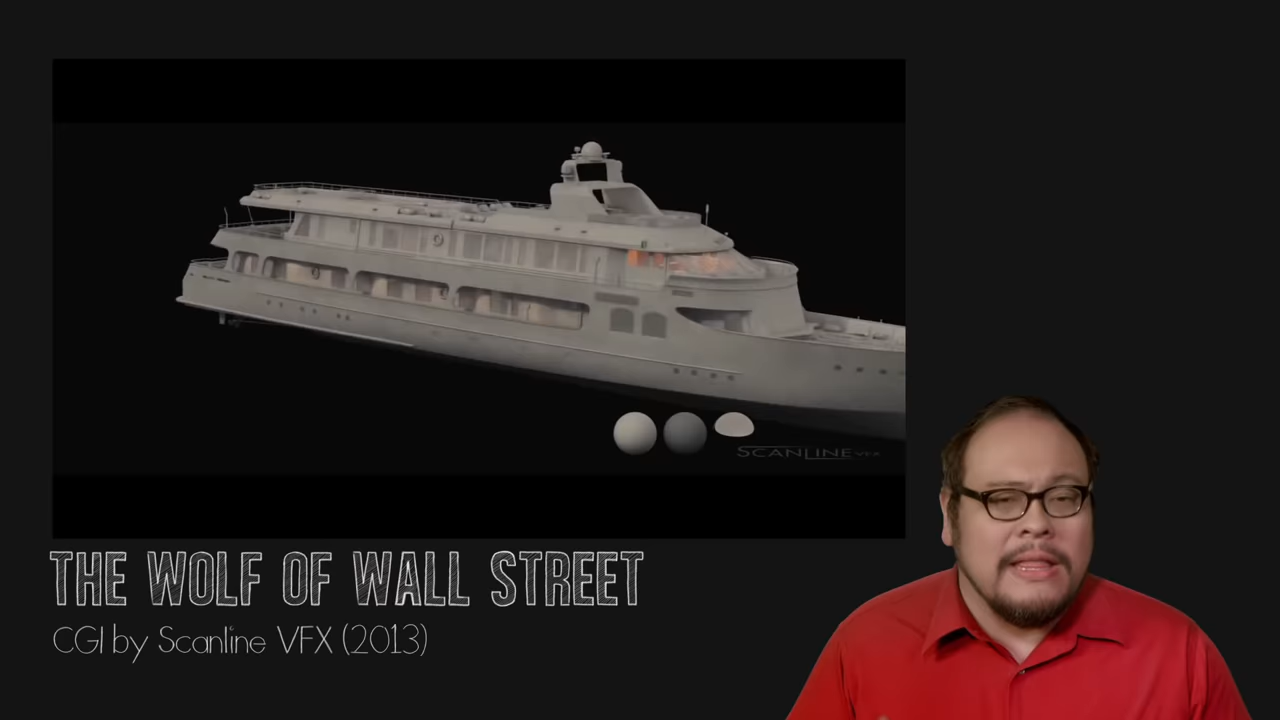 SCANLINE VFX
THE WOLF OF WALL STREET
CGI by Scanline VFX (2013)